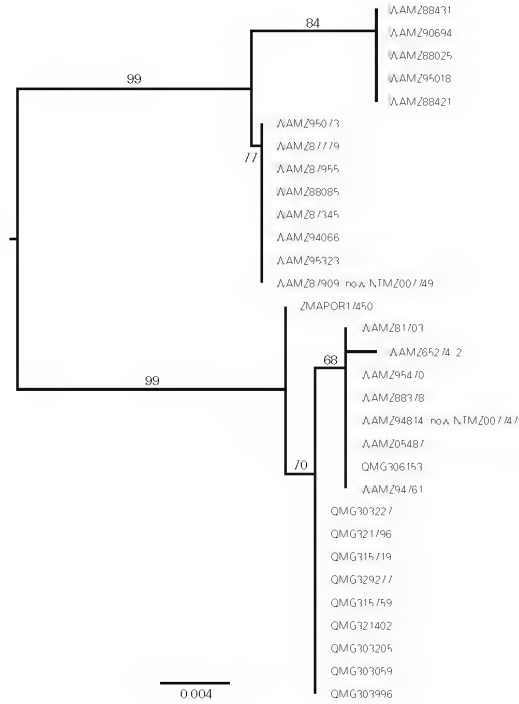 WAMZ88431
84
WAMZ90694
WAMZ88025
99
WAMZ95018
WAMZ88421
WAMZ95073
WAMZ87779
77
WAMZ87955
WAMZ88085
WAMZ87345
WAMZ94066
WAMZ95323
WAMZ87909 now NTMZ007749
ZMAPOR17450
WAMZ81703
WAMZ65274 2
68
WAMZ95470
99
WAMZ88378
WAMZ94814 now NTMZ007747
WAMZ05487
70
QMG306153
WAMZ94761
QMG303227
QMG321796
QMG315719
QMG329277
QMG315759
QMG321402
QMG303205
QMG303059
QMG303996
0 004